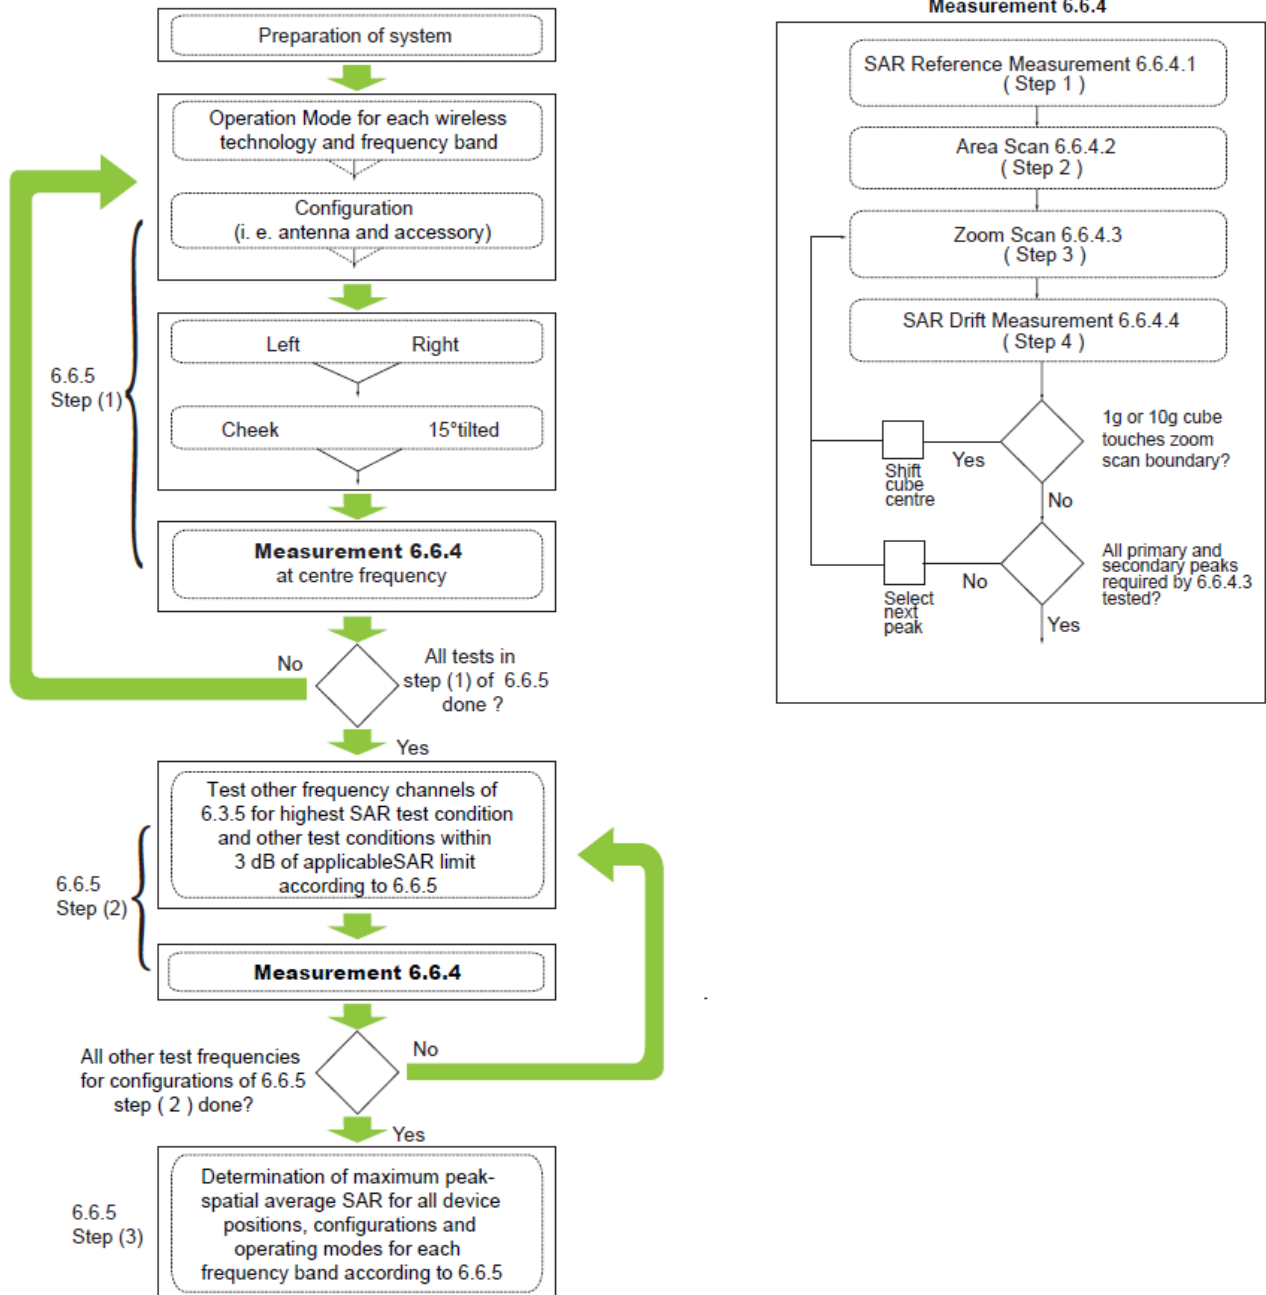 Preparation of system
Operation Mode for each wireless
technology and frequency band
Configuration
(i. e. antenna and accessory)
6.6.5
Step (1)
Left Right
Cheek 15°tilted
Measurement 6.6.4
at centre frequency
No
All tests in
step (1) of 6.6.5
done ?
Yes
Test other frequency channels of
6.3.5 for highest SAR test condition
and other test conditions within
3 dB of applicableSAR limit
according to 6.6.5
6.6.5
Step (2)
Measurement 6.6.4
All other test frequencies
for configurations of 6.6.5
step ( 2 ) done?
No
Yes
6.6.5
Step (3)
Determination of maximum peak-
spatial average SAR for all device
positions, configurations and
operating modes for each
frequency band according to 6.6.5
Measurement 6.6.4
SAR Reference Measurement 6.6.4.1
( Step 1 )
Area Scan 6.6.4.2
( Step 2 )
Zoom Scan 6.6.4.3
( Step 3 )
SAR Drift Measurement 6.6.4.4
( Step 4 )
1g or 10g cube
touches zoom
scan boundary?
Yes
Shift
cube
centre
No
All primary and
secondary peaks
required by 6.6.4.3
tested?
No
Select
next
peak
Yes